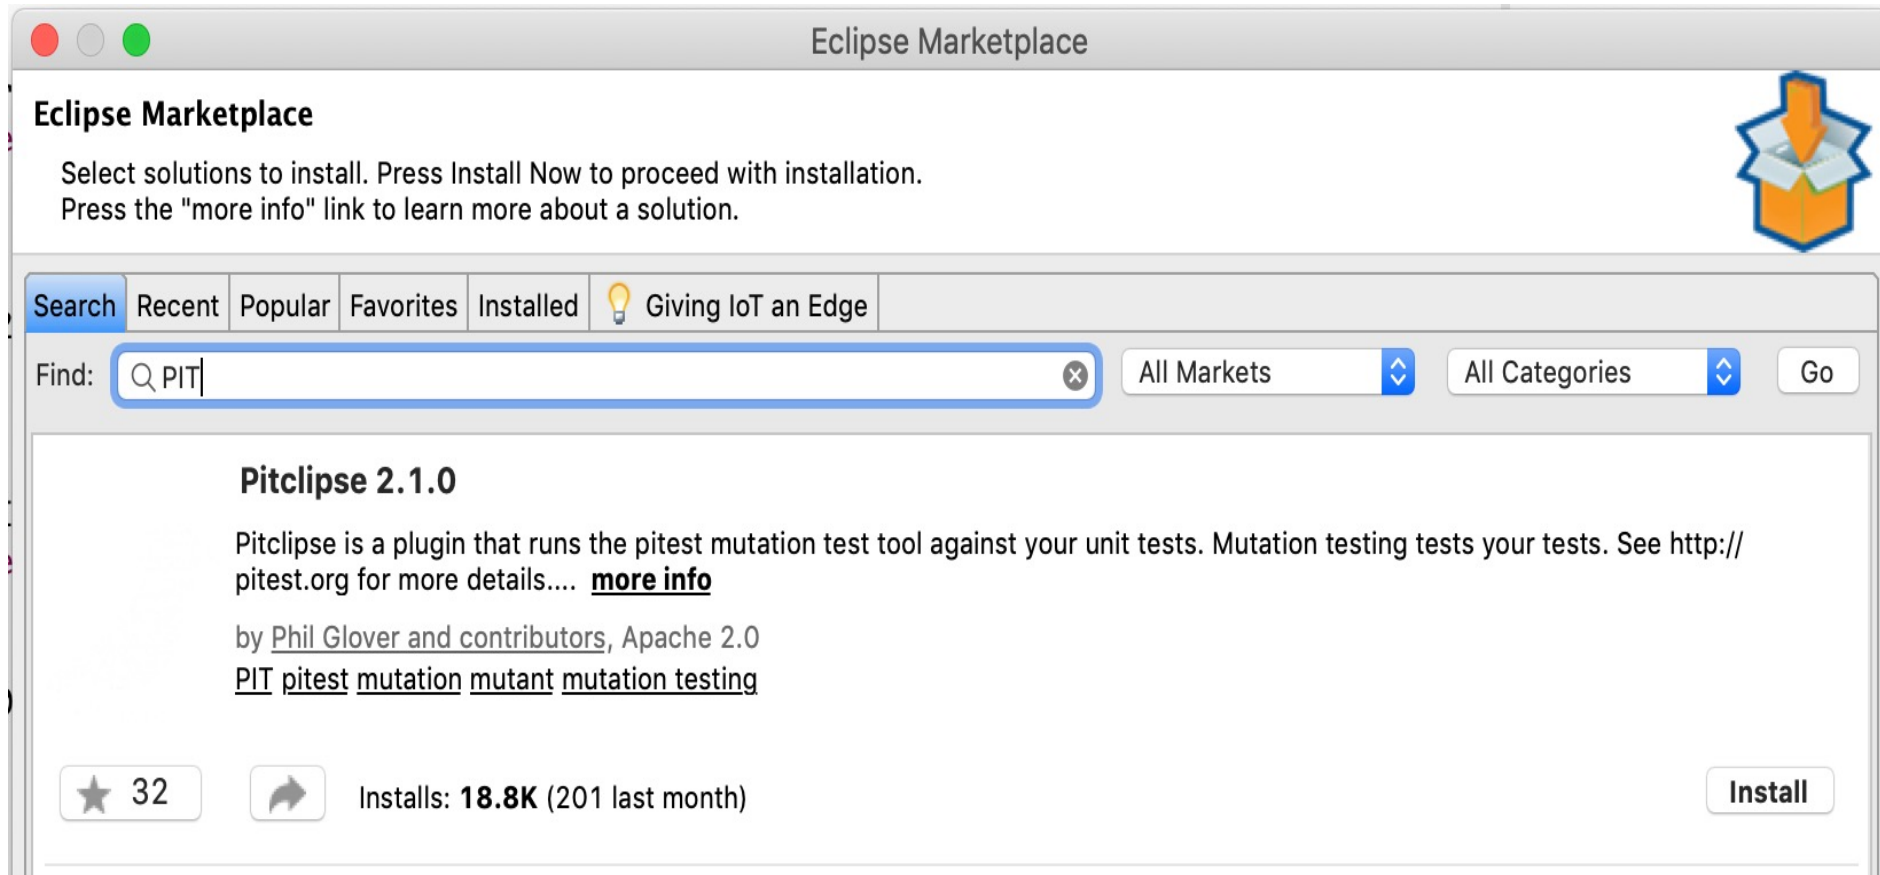 Eclipse Marketplace
Eclipse Marketplace
Select solutions to install. Press Install Now to proceed with installation.
Press the "more info" link to learn more about a solution.
Search Recent Popular Favorites Installed Giving IoT an Edge
Find: PIT All Markets All Categories Go
Pitclipse 2.1.0
Pitclipse is a plugin that runs the pitest mutation test tool against your unit tests. Mutation testing tests your tests. See http://
pitest.org for more details.... more info
by Phil Glover and contributors, Apache 2.0
PIT pitest mutation mutant mutation testing
32 Installs: 18.8K (201 last month) Install